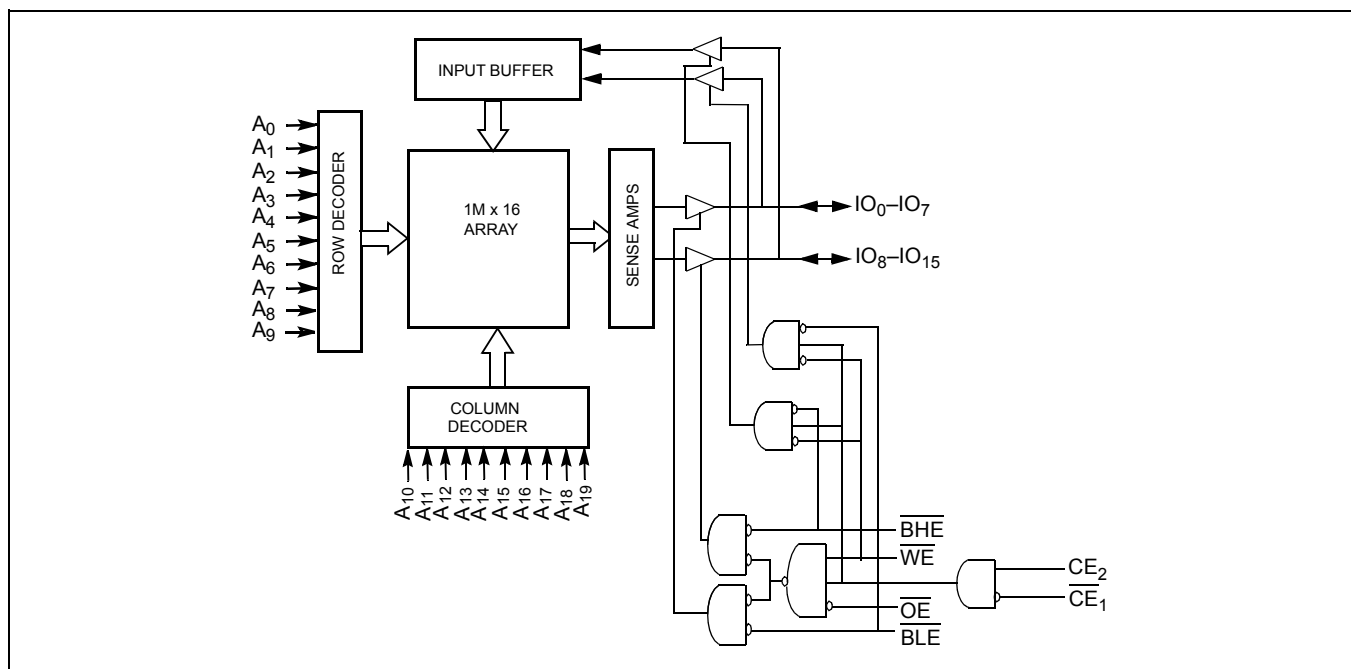 INPUT BUFFER
A0
A1
A2
A3
A4
A5
A6
A7
A8
A9
ROW DECODER
1M x 16
ARRAY
SENSE AMPS
IO0–IO7
IO8–IO15
COLUMN
DECODER
A10
A11
A12
A13
A14
A15
A16
A17
A18
A19
BHE
WE
CE2
CE1
OE
BLE